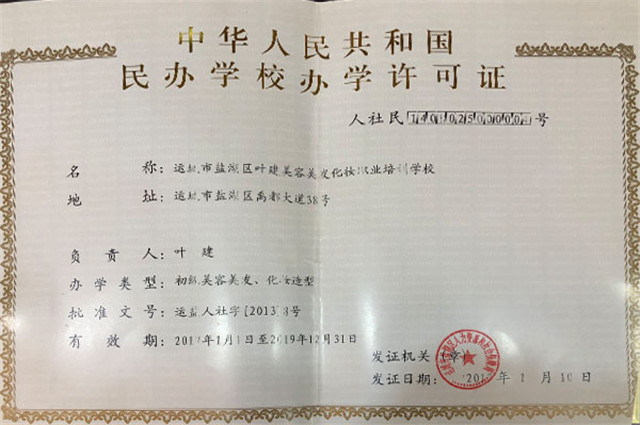 中华人民共和国
民办学校办学许可证
人社民 号
名 称：运城市盐湖区叶建美容美发化妆职业培训学校
地 址：运城市盐湖区禹都大道38号
负 责 人：叶 建
办学类型：初级美容美发、化妆造型
批准文号：运盐人社字[2013] 8号
有 效 期： 年1月1日至2019年12月31日
发证机关（章）
发证日期： 年 1 月 10 日